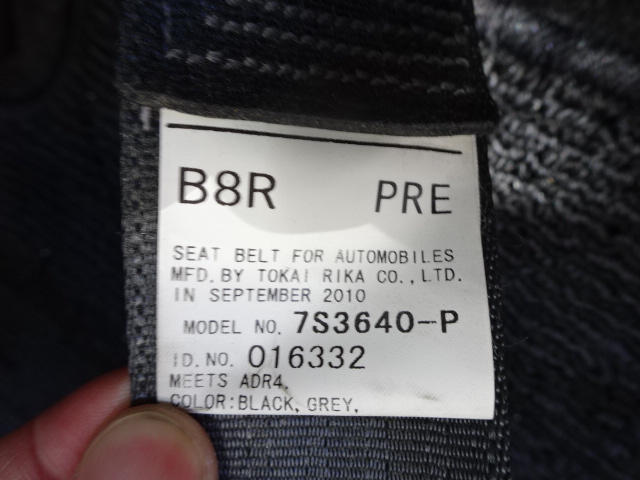 B8R PRE
SEAT BELT FOR AUTOMOBILES
MFD. BY TOKAI RIKA CO., LTD.
IN SEPTEMBER 2010
MODEL NO. 7S3640-P
ID. NO. 016332
MEETS ADR4.
COLOR:BLACK, GREY,